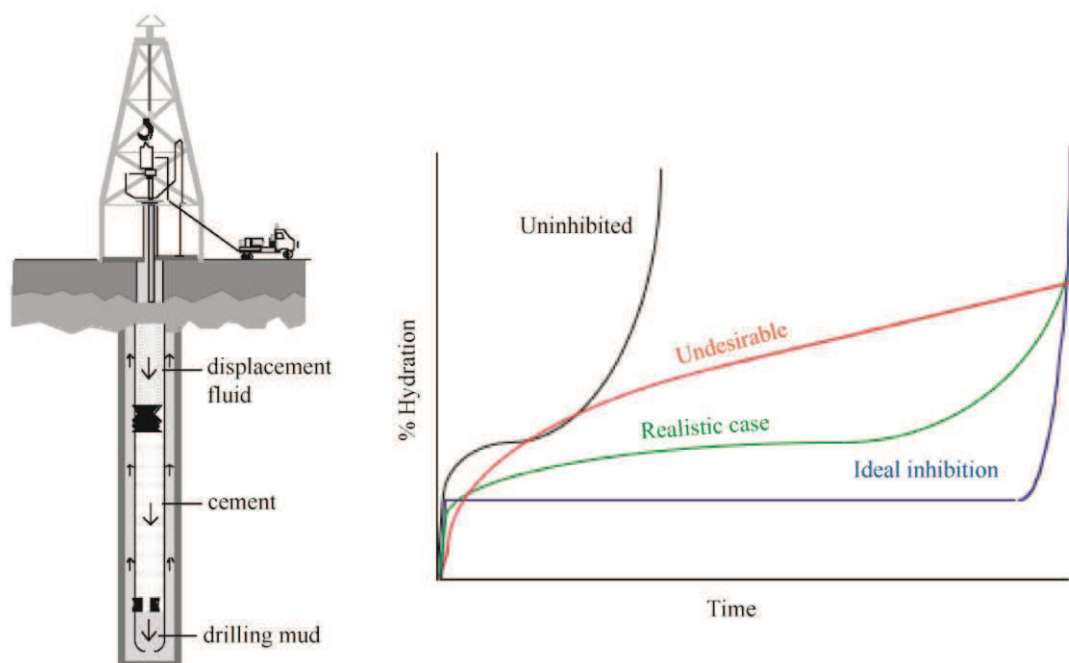 displacement
fluid
cement
drilling mud
% Hydration
Uninhibited
Undesirable
Realistic case
Ideal inhibition
Time